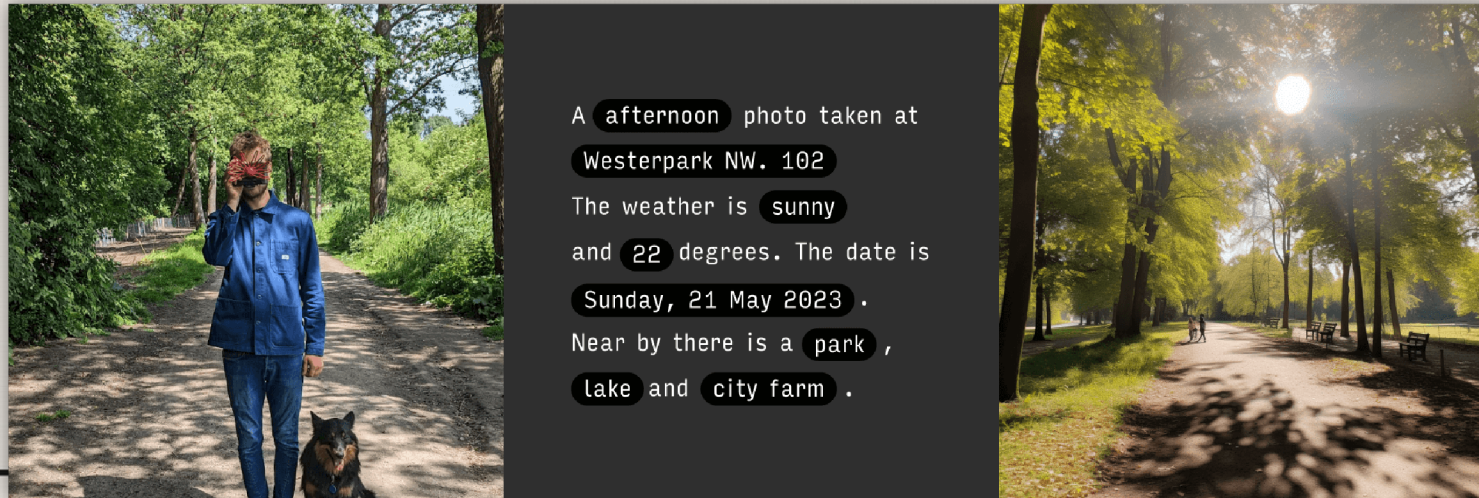 A afternoon photo taken at
Westerpark NW. 102
The weather is sunny
and 22 degrees. The date is
Sunday, 21 May 2023 .
Near by there is a park ,
lake and city farm .